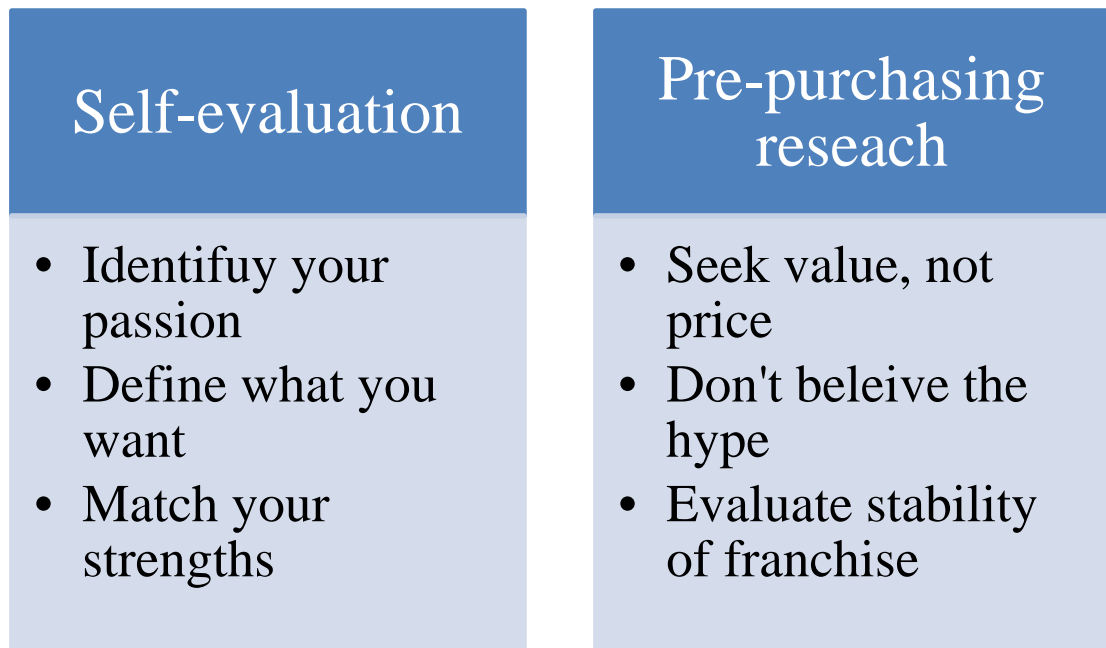 Self-evaluation
• Identifuy your
passion
• Define what you
want
• Match your
strengths
Pre-purchasing
reseach
• Seek value, not
price
• Don't beleive the
hype
• Evaluate stability
of franchise